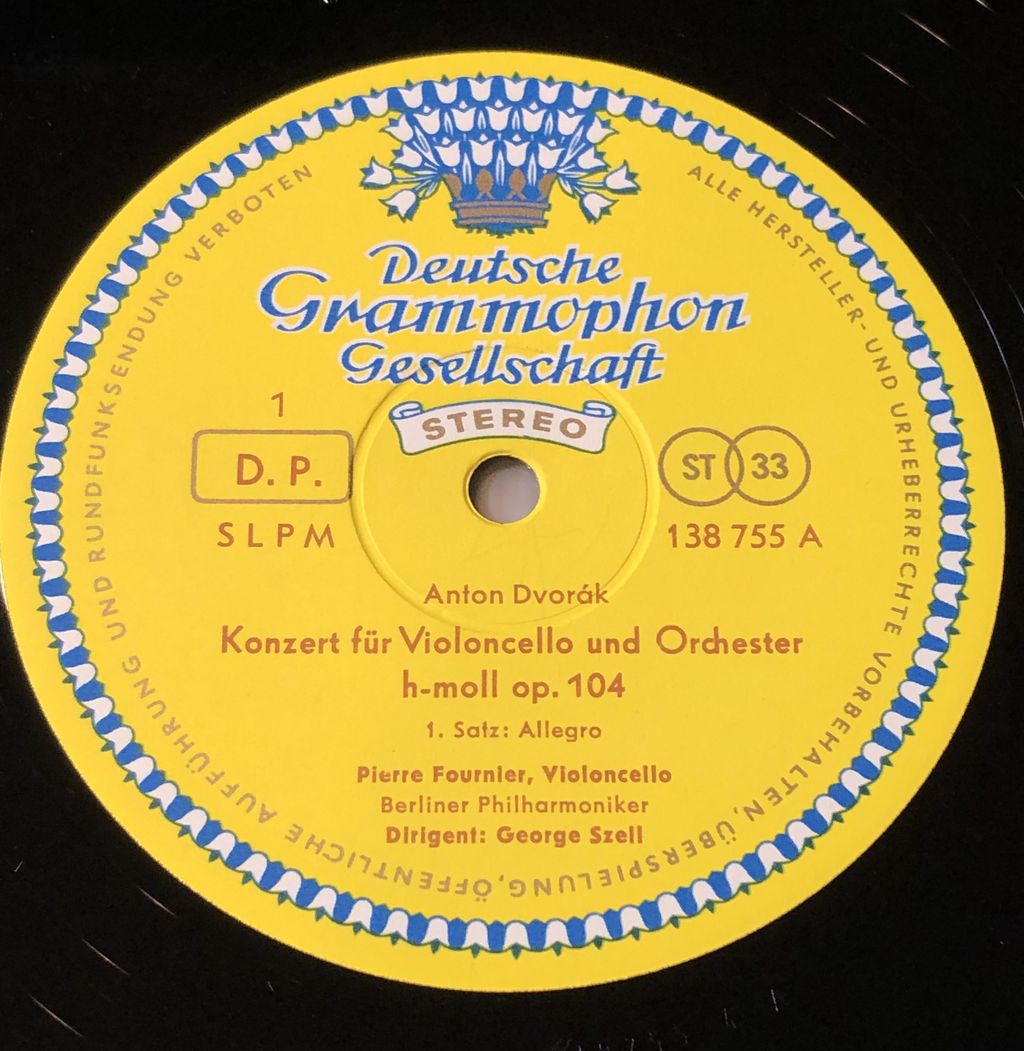 Deutsche
Grammophon
Gesellschaft
STEREO
1
D. P.
SLPM
ST 33
138 755 A
Anton Dvorák
Konzert für Violoncello und Orchester
h-moll op. 104
1. Satz: Allegro
Pierre Fournier, Violoncello
Berliner Philharmoniker
Dirigent: George Szell
ALLE HERSTELLER- UND URHEBERRECHTE VORBEHALTEN, ÜBERSPIELUNG, ÖFFENTLICHE AUFFÜHRUNG UND RUNDFUNKSENDUNG VERBOTEN